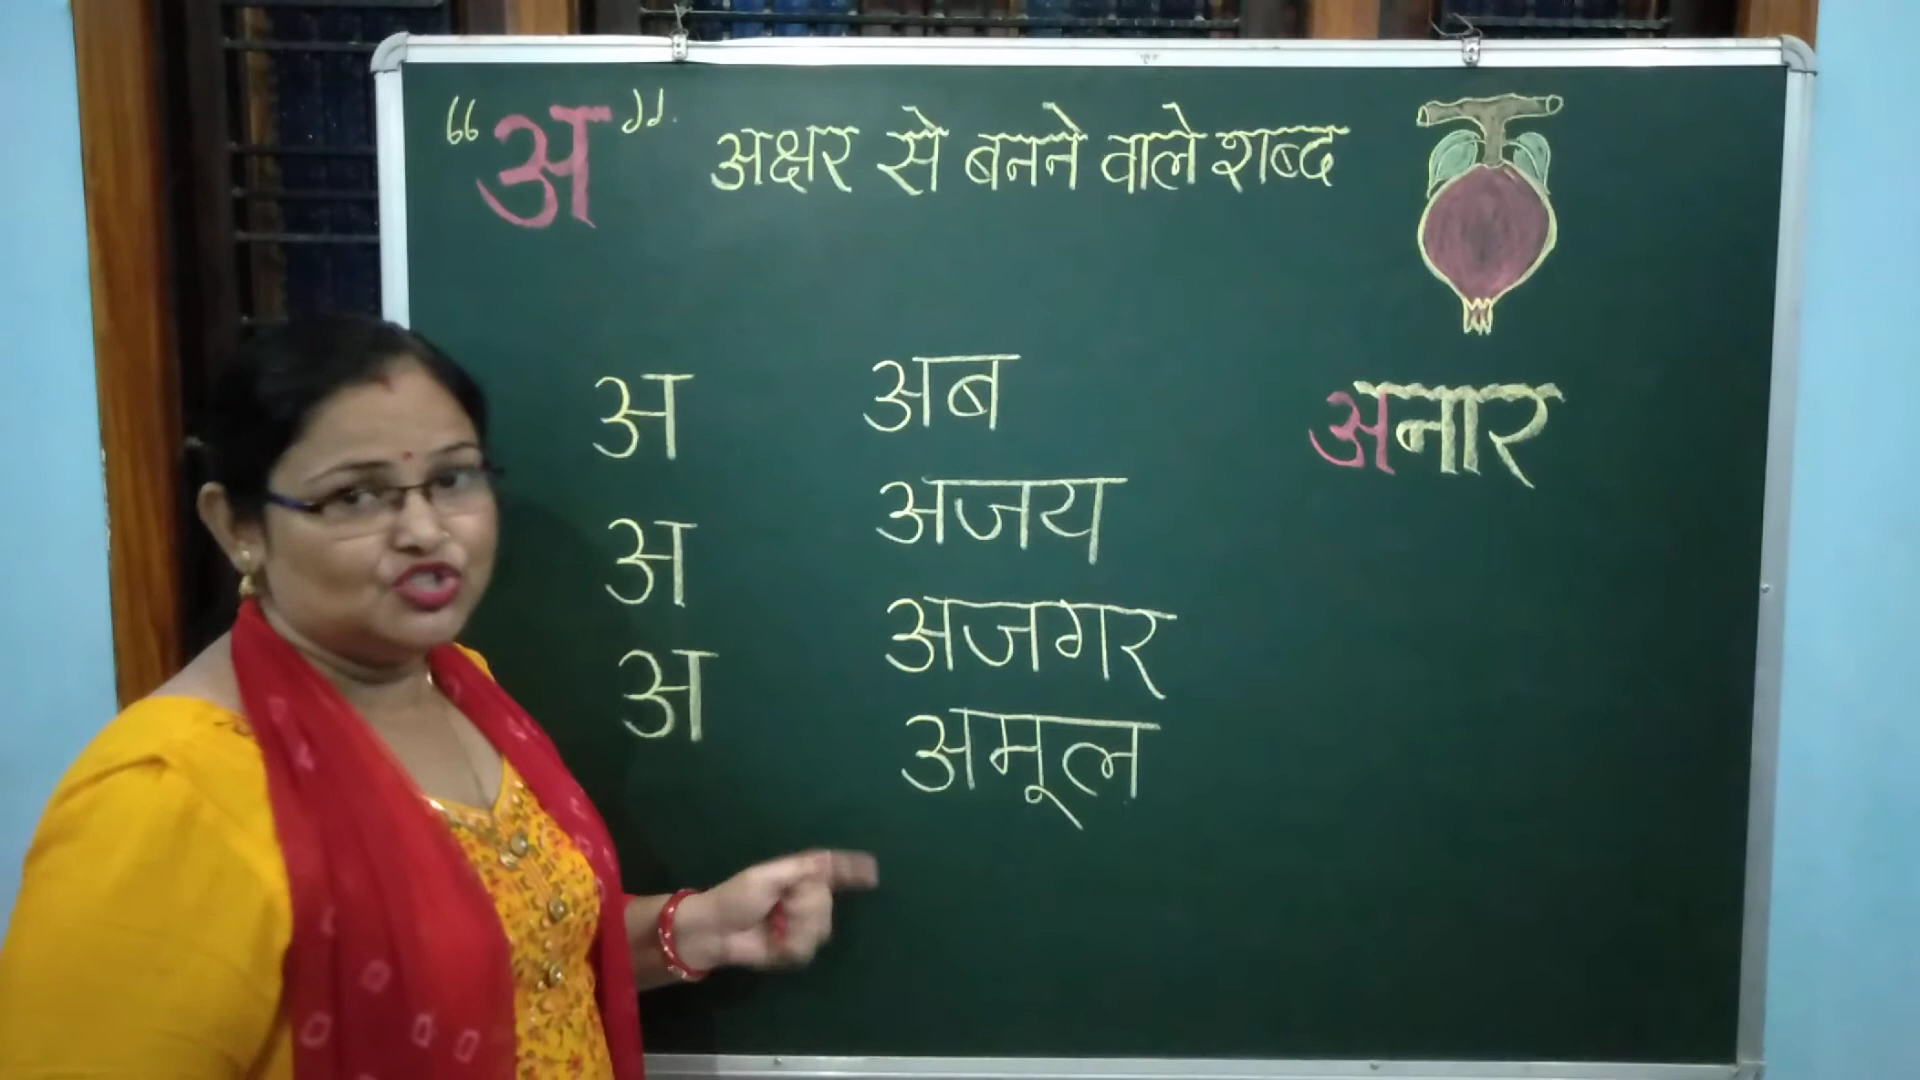 “अ” अक्षर से बनने वाले शब्द
अ अब अनार
अ अजय
अ अजगर
अमूल